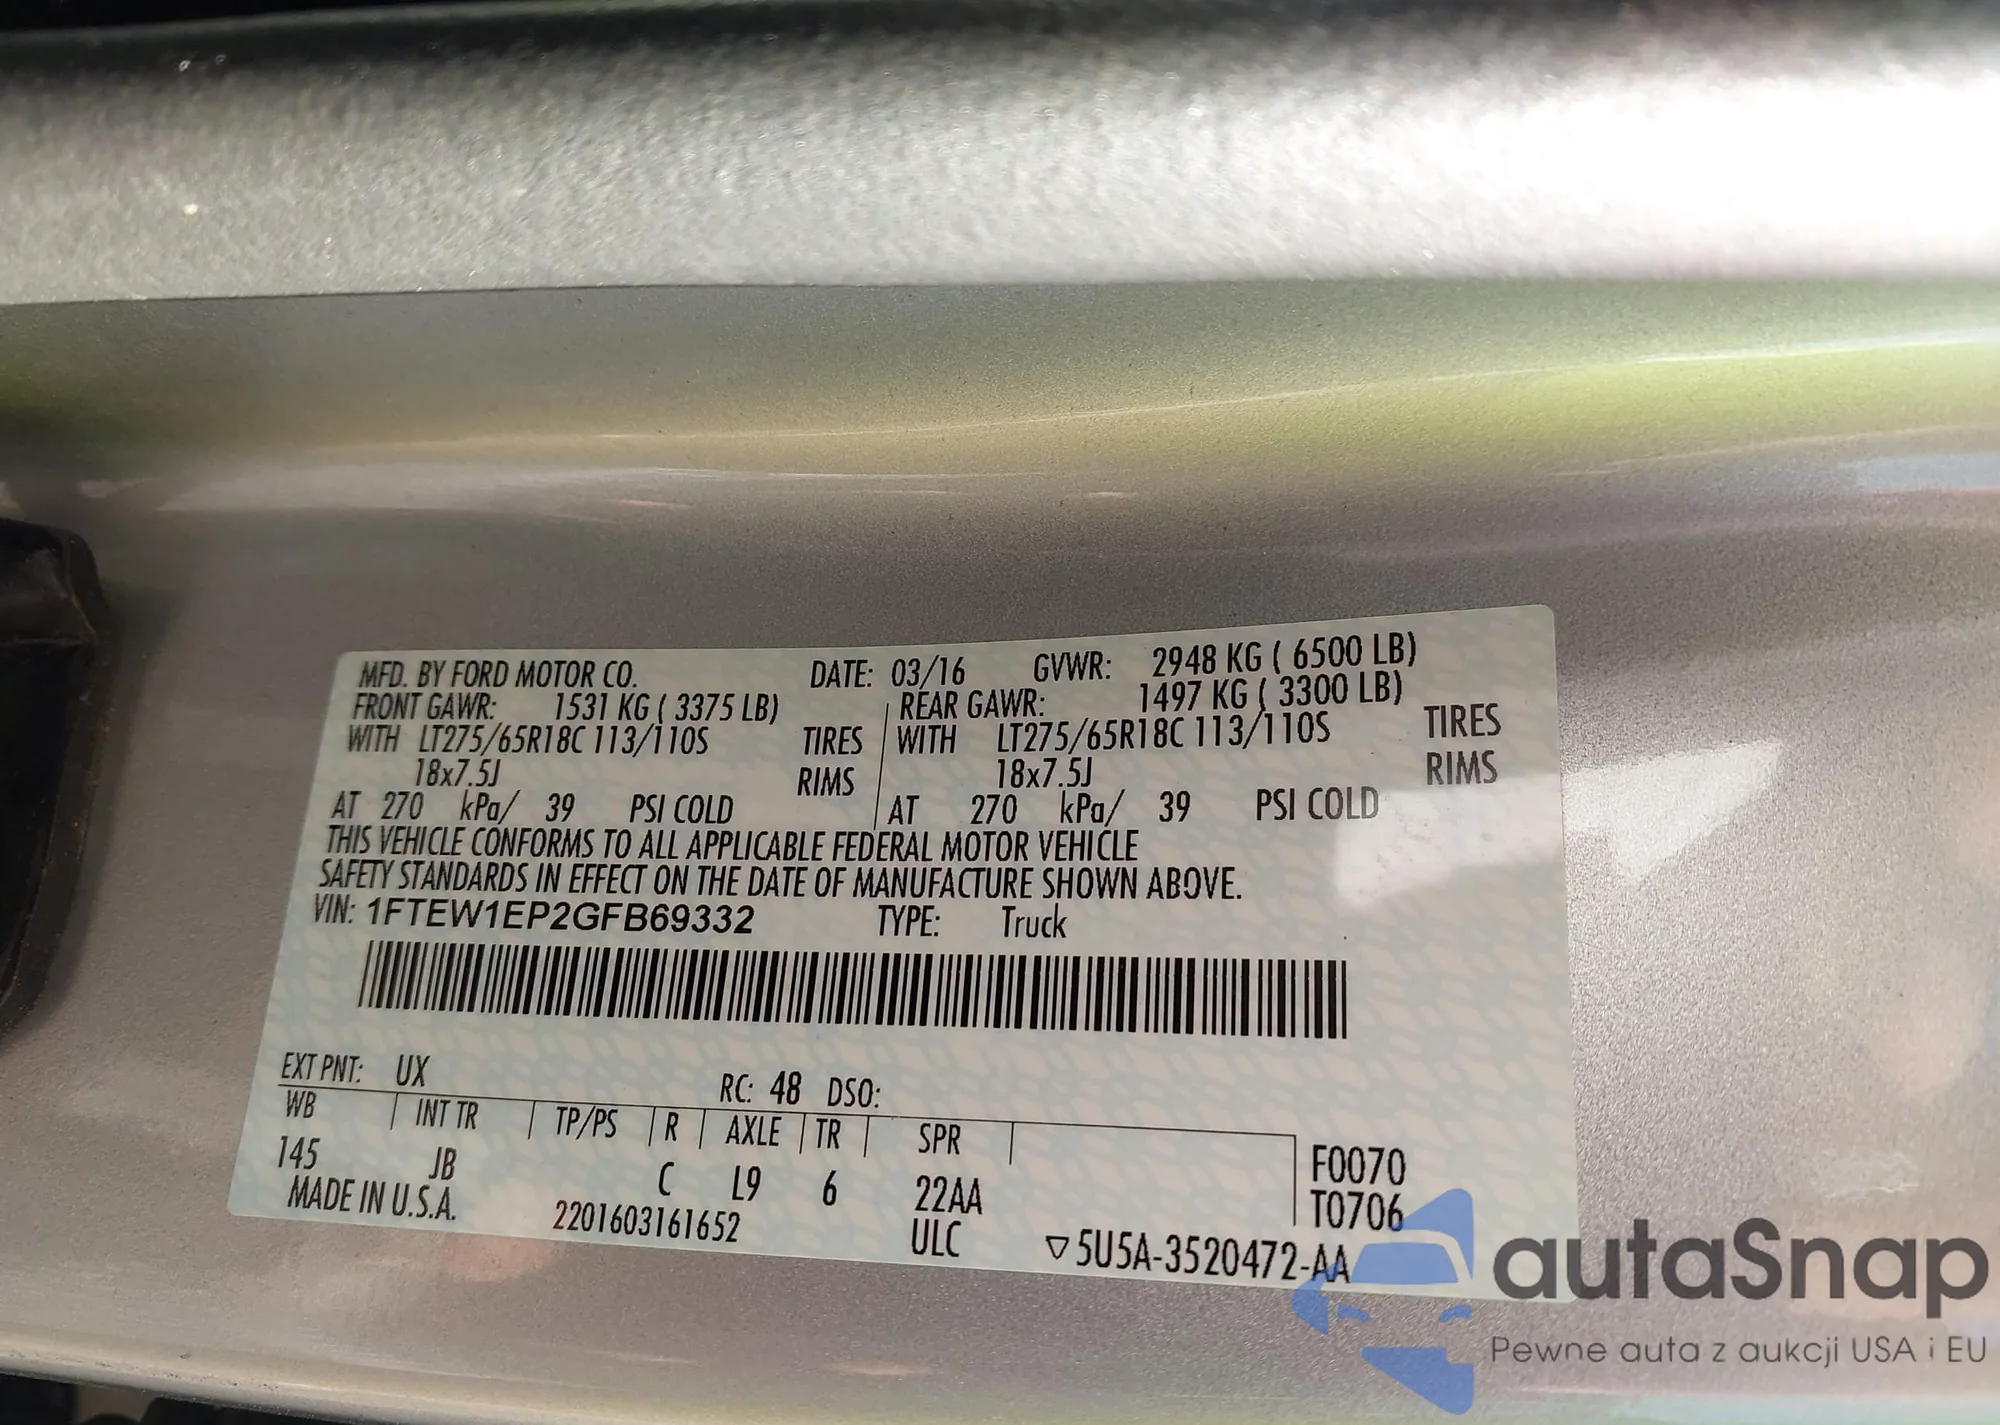 MFD. BY FORD MOTOR CO. DATE: 03/16 GVWR: 2948 KG ( 6500 LB)
FRONT GAWR: 1531 KG ( 3375 LB) REAR GAWR: 1497 KG ( 3300 LB)
WITH LT275/65R18C 113/110S TIRES WITH LT275/65R18C 113/110S TIRES
18x7.5J RIMS 18x7.5J RIMS
AT 270 kPa/ 39 PSI COLD AT 270 kPa/ 39 PSI COLD
THIS VEHICLE CONFORMS TO ALL APPLICABLE FEDERAL MOTOR VEHICLE
SAFETY STANDARDS IN EFFECT ON THE DATE OF MANUFACTURE SHOWN ABOVE.
VIN: 1FTEW1EP2GFB69332 TYPE: Truck
EXT PNT: UX RC: 48 DSO:
WB INT TR TP/PS R AXLE TR SPR
145 JB C L9 6 22AA F0070
MADE IN U.S.A. 2201603161652 ULC T0706
▽5U5A-3520472-AA
autaSnap
Pewne auta z aukcji USA i EU